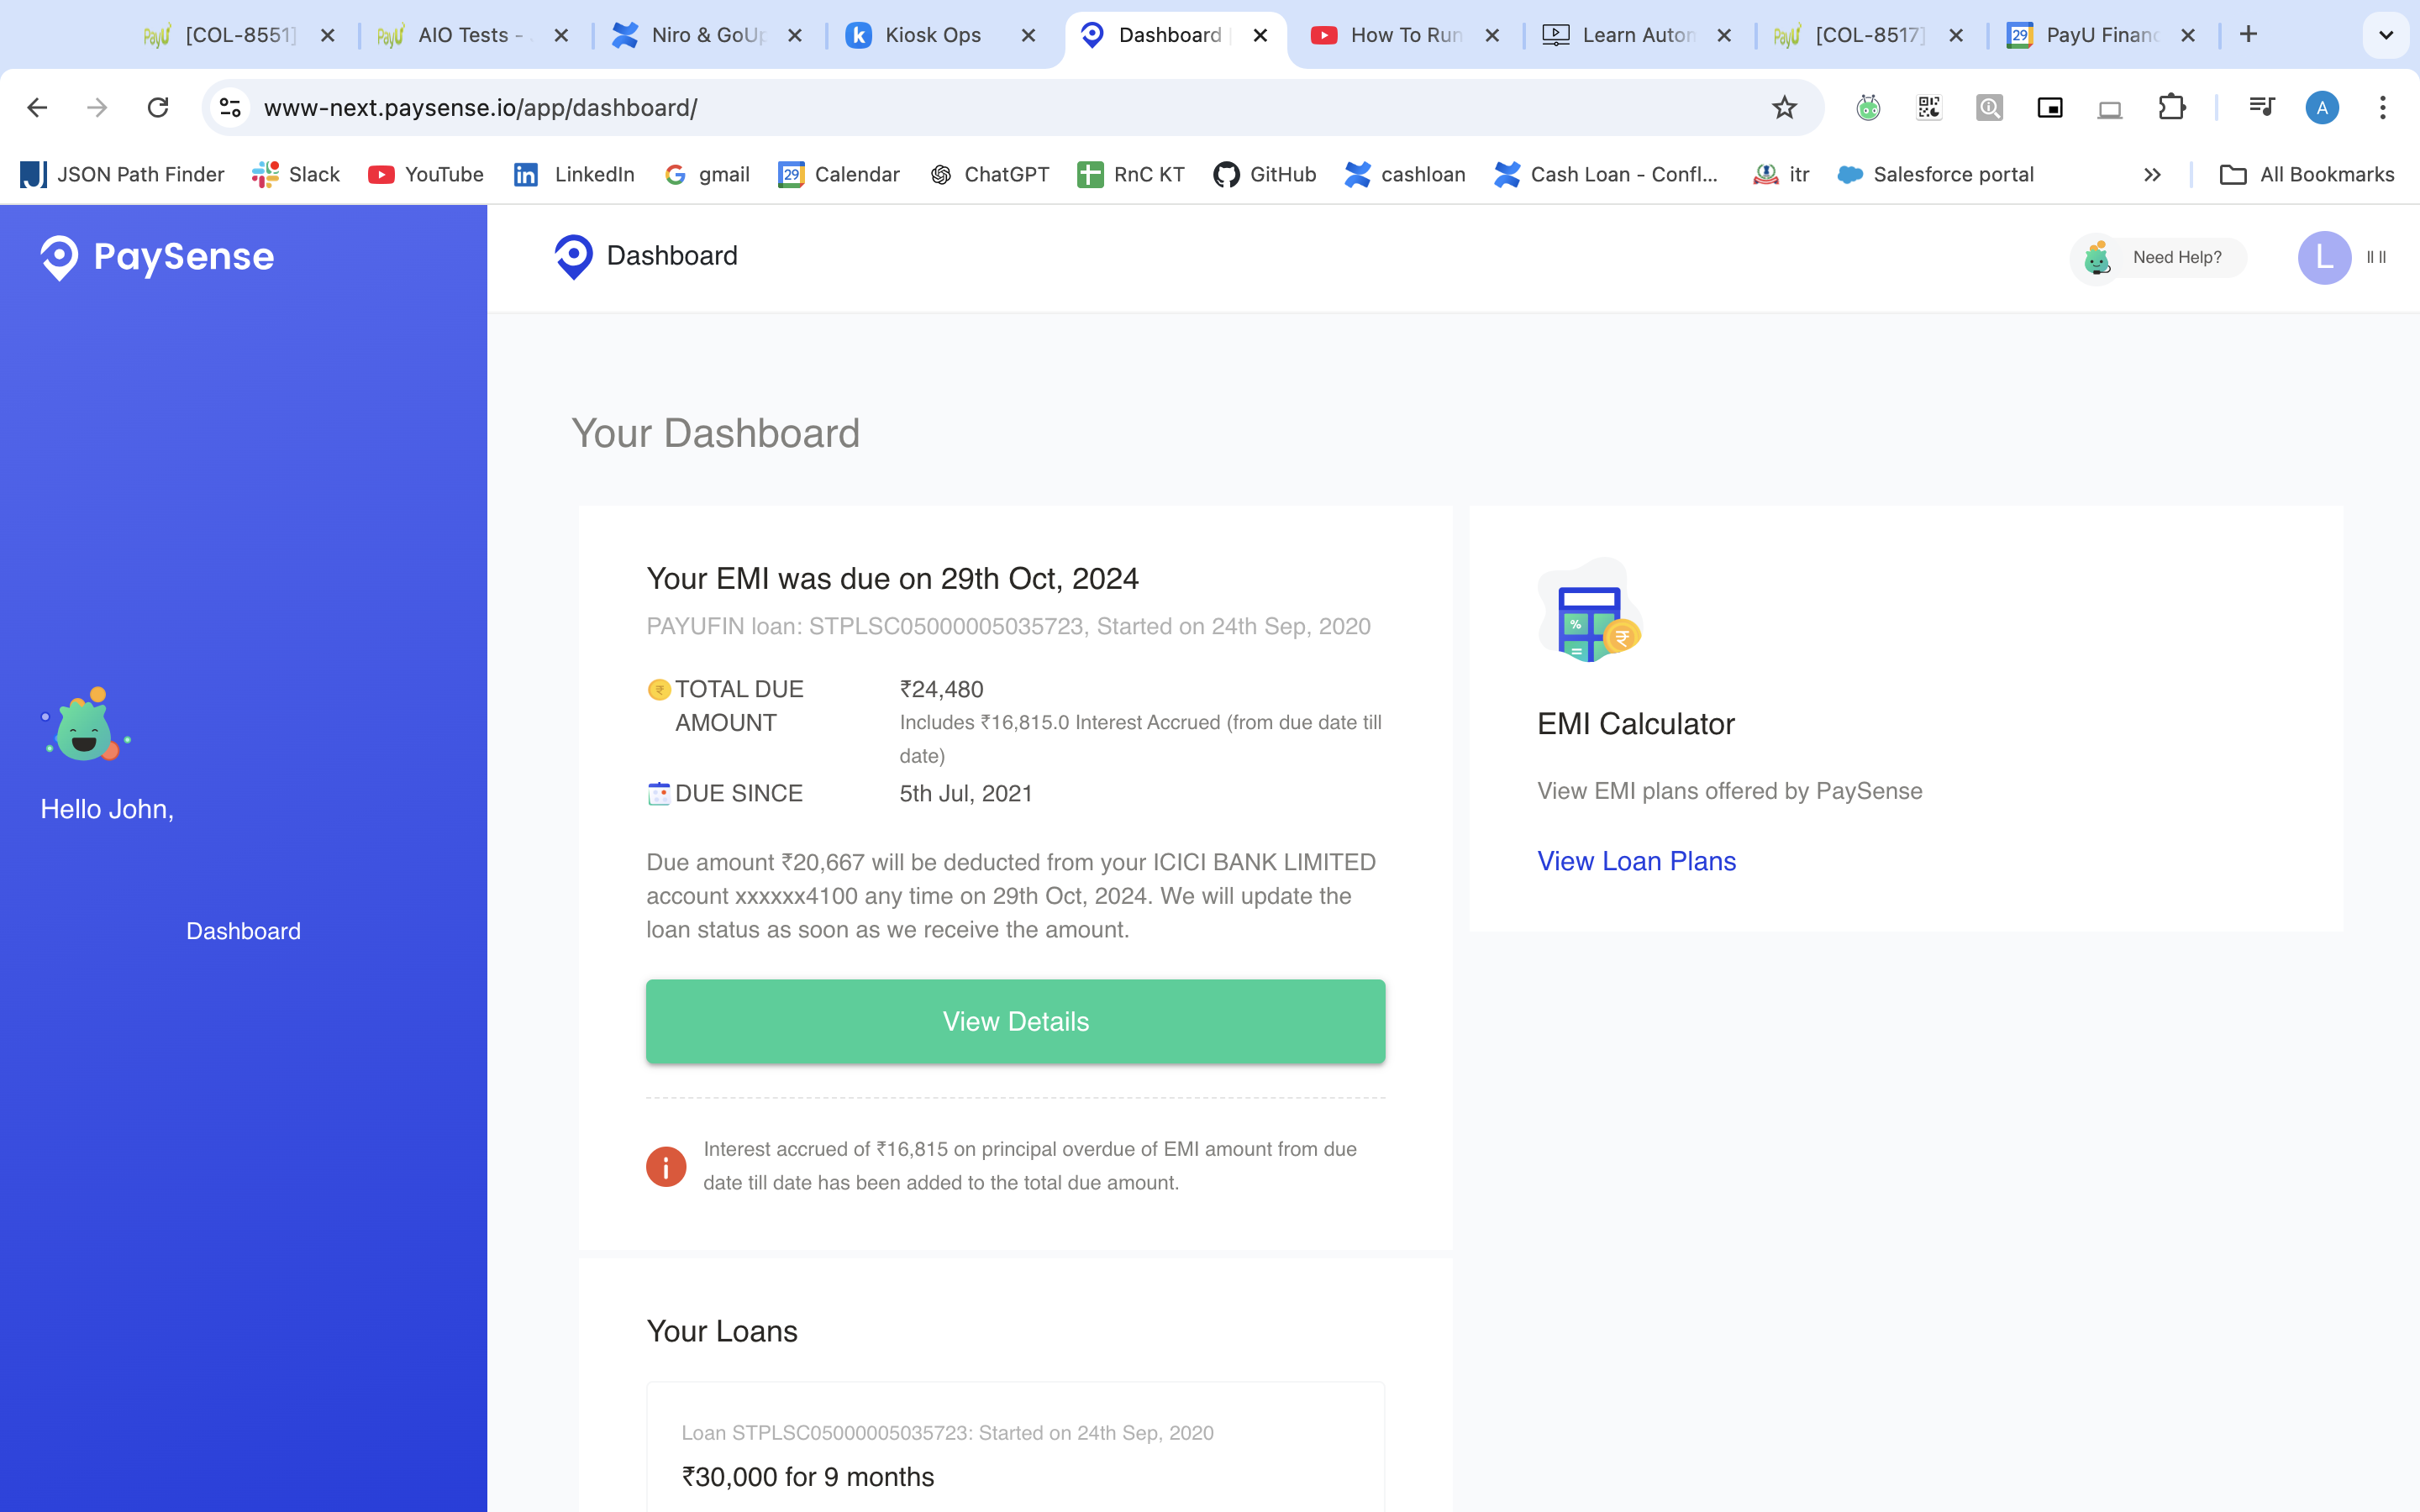 [COL-8551]
AIO Tests -
Niro & GoUp
Kiosk Ops
Dashboard
How To Run
Learn Autom
[COL-8517]
PayU Financ
www-next.paysense.io/app/dashboard/
A
JSON Path Finder
Slack
YouTube
LinkedIn
gmail
Calendar
ChatGPT
RnC KT
GitHub
cashloan
Cash Loan - Confl...
itr
Salesforce portal
All Bookmarks
PaySense
Dashboard
Need Help?
L
ll ll
Hello John,
Dashboard
Your Dashboard
Your EMI was due on 29th Oct, 2024
PAYUFIN loan: STPLSC05000005035723, Started on 24th Sep, 2020
TOTAL DUE AMOUNT
₹24,480
Includes ₹16,815.0 Interest Accrued (from due date till
date)
DUE SINCE
5th Jul, 2021
Due amount ₹20,667 will be deducted from your ICICI BANK LIMITED
account xxxxxx4100 any time on 29th Oct, 2024. We will update the
loan status as soon as we receive the amount.
View Details
Interest accrued of ₹16,815 on principal overdue of EMI amount from due
date till date has been added to the total due amount.
Your Loans
Loan STPLSC05000005035723: Started on 24th Sep, 2020
₹30,000 for 9 months
EMI Calculator
View EMI plans offered by PaySense
View Loan Plans